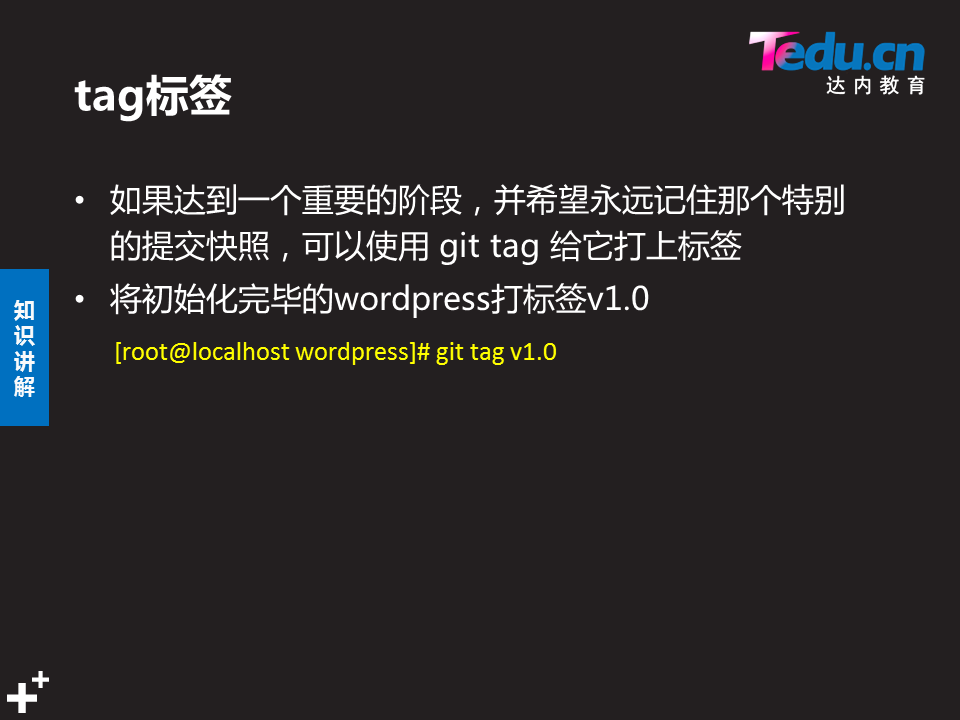 Tedu.cn
达内教育
tag标签
• 如果达到一个重要的阶段，并希望永远记住那个特别
的提交快照，可以使用 git tag 给它打上标签
• 将初始化完毕的wordpress打标签v1.0
[root@localhost wordpress]# git tag v1.0
知
识
讲
解